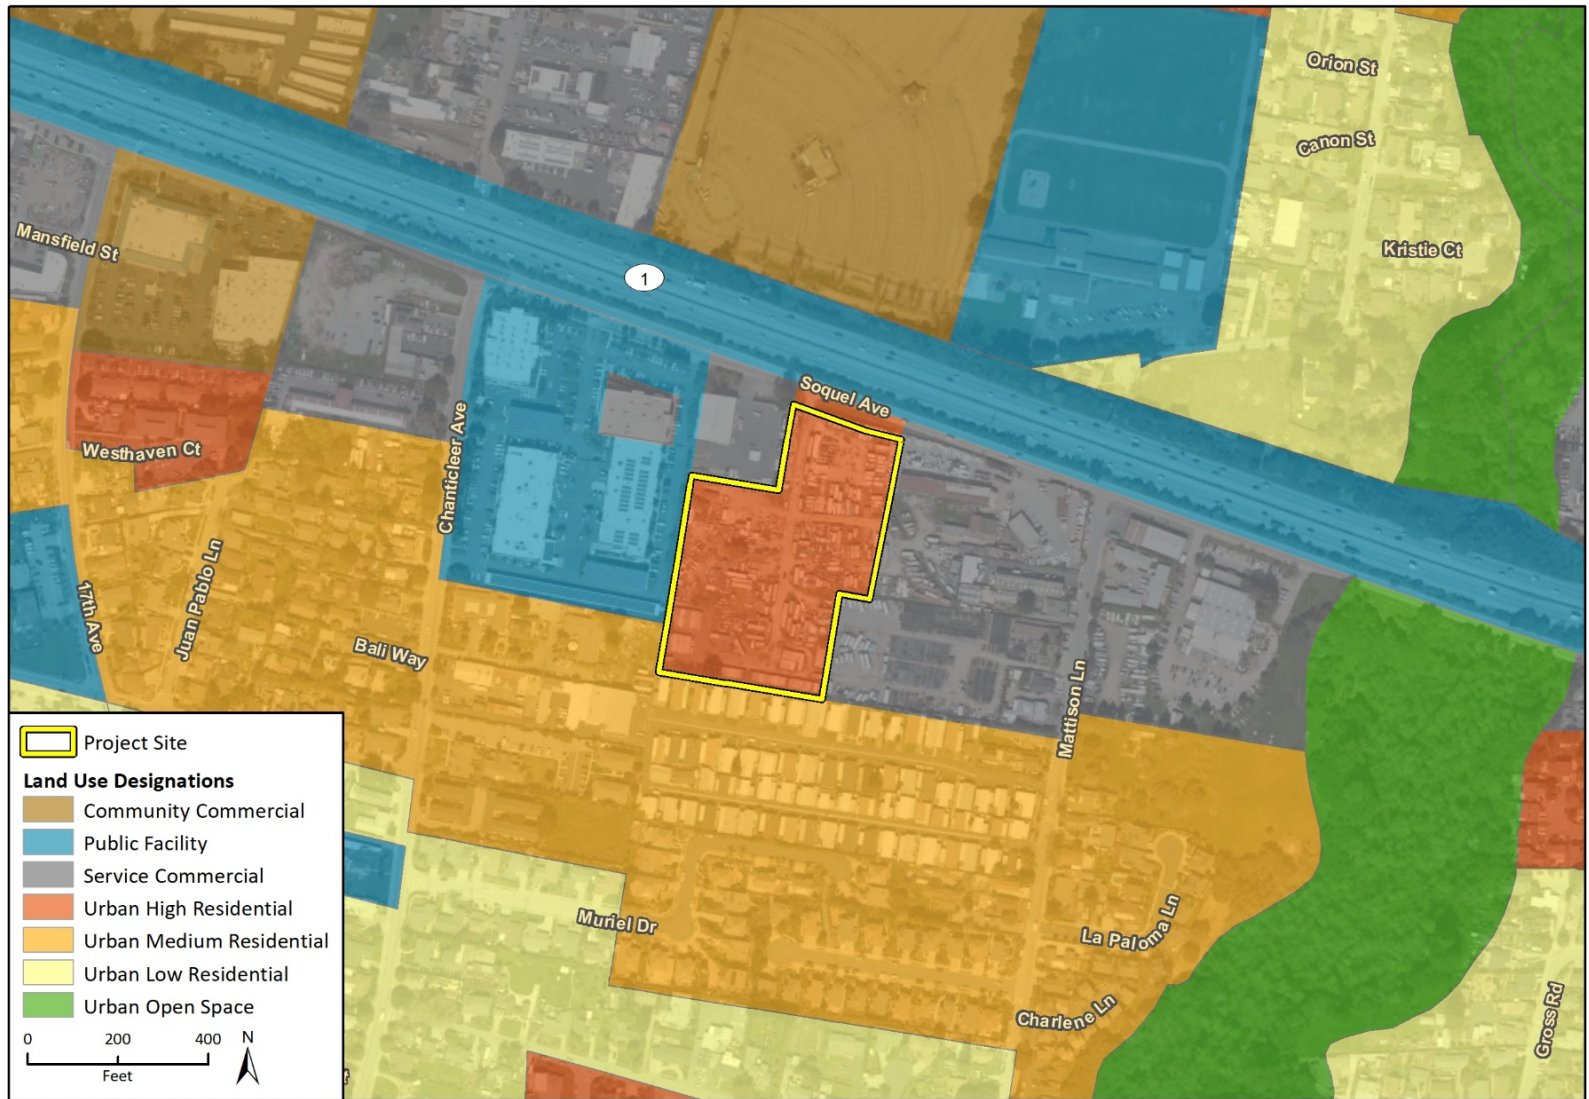 Orion St
Canon St
Kristie Ct
Mansfield St
1
Soquel Ave
Westhaven Ct
Chanticleer Ave
17th Ave
Juan Pablo Ln
Bali Way
Mattison Ln
Muriel Dr
La Paloma Ln
Charlene Ln
Gross Rd
Project Site
Land Use Designations
Community Commercial
Public Facility
Service Commercial
Urban High Residential
Urban Medium Residential
Urban Low Residential
Urban Open Space
0 200 400 N
Feet